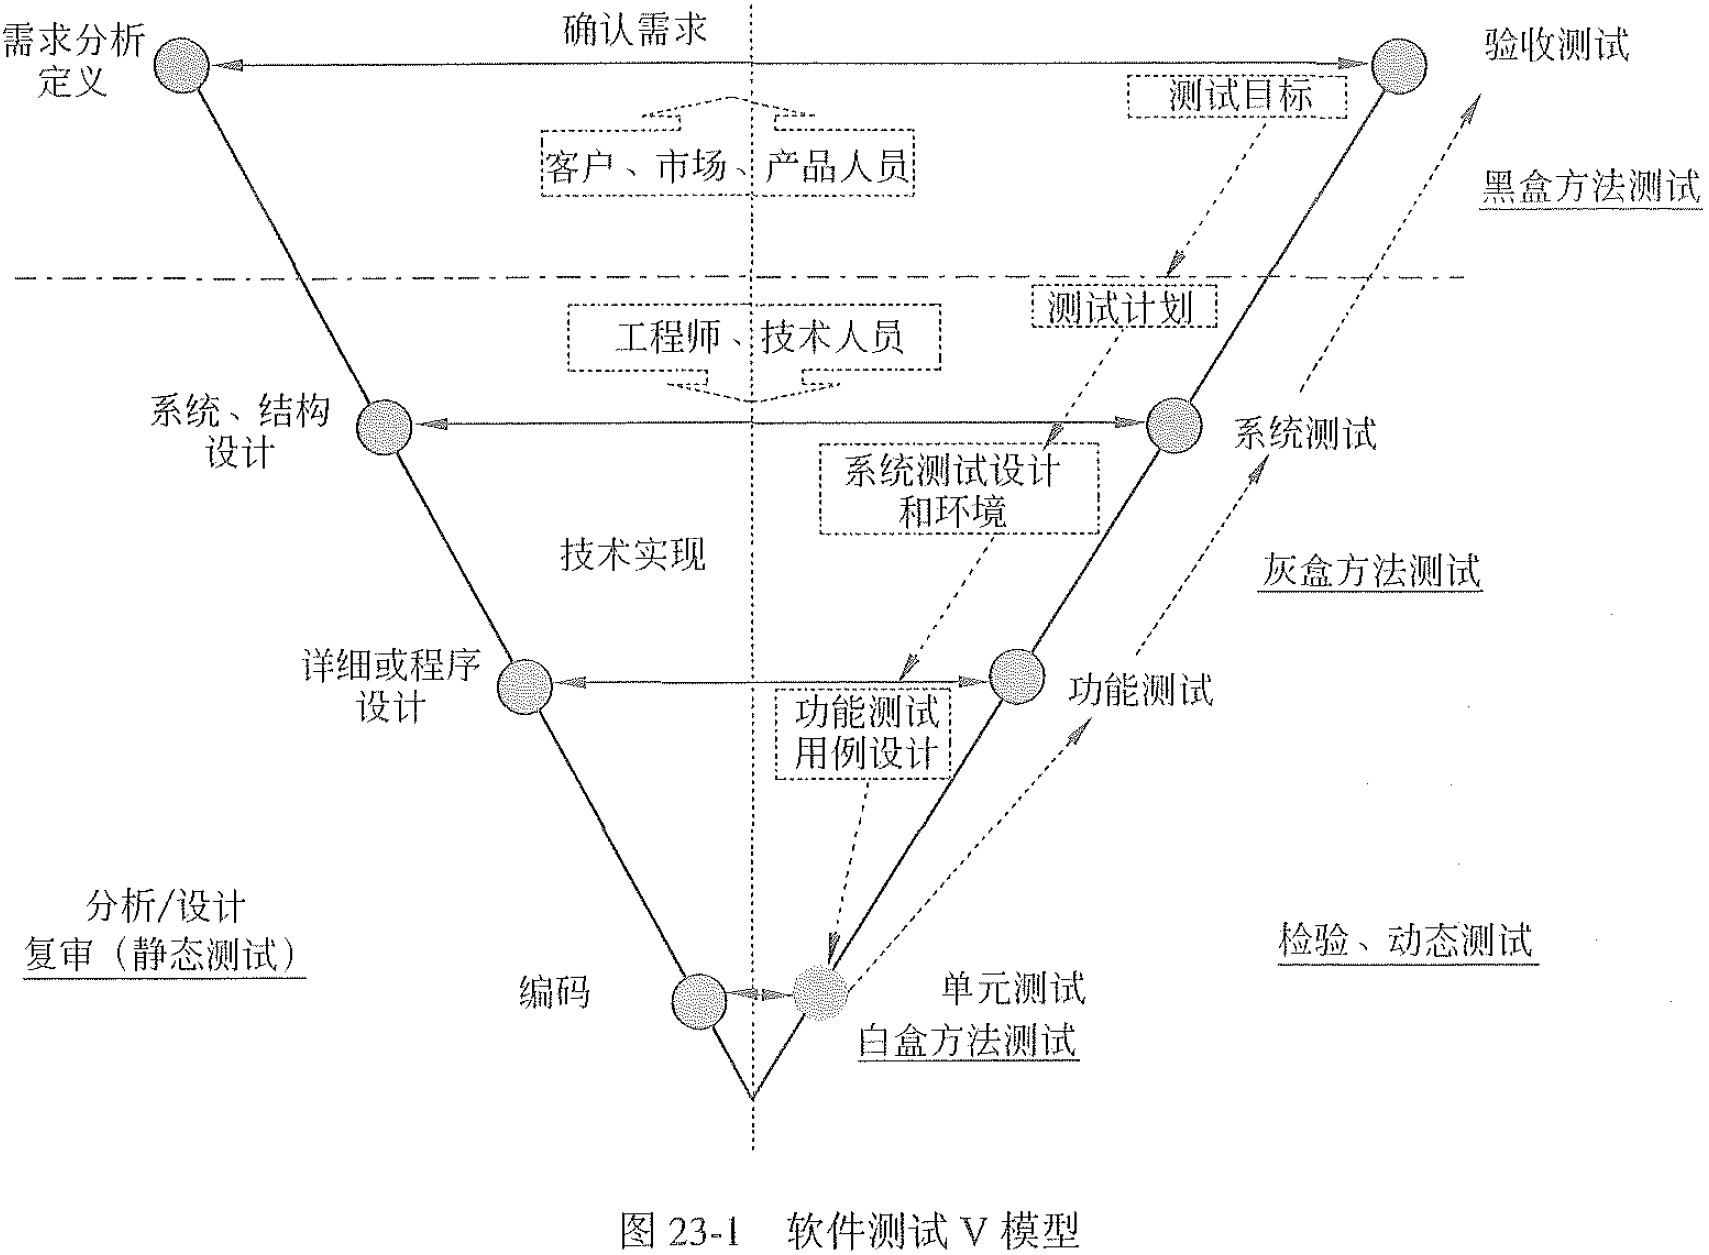 确认需求
需求分析
定义
验收测试
测试目标
客户、市场、产品人员
黑盒方法测试
测试计划
工程师、技术人员
系统、结构
设计
系统测试
系统测试设计
和环境
技术实现
灰盒方法测试
详细或程序
设计
功能测试
功能测试
用例设计
分析/设计
复审（静态测试）
检验、动态测试
编码
单元测试
白盒方法测试
图 23-1 软件测试 V 模型